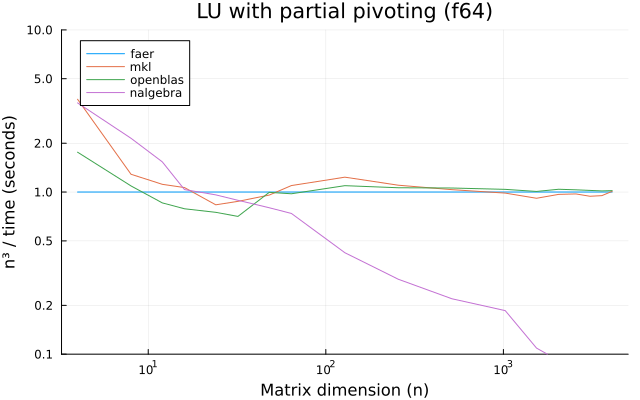 LU with partial pivoting (f64)
n³ / time (seconds)
10.0
5.0
2.0
1.0
0.5
0.2
0.1
faer
mkl
openblas
nalgebra
10¹
10²
10³
Matrix dimension (n)